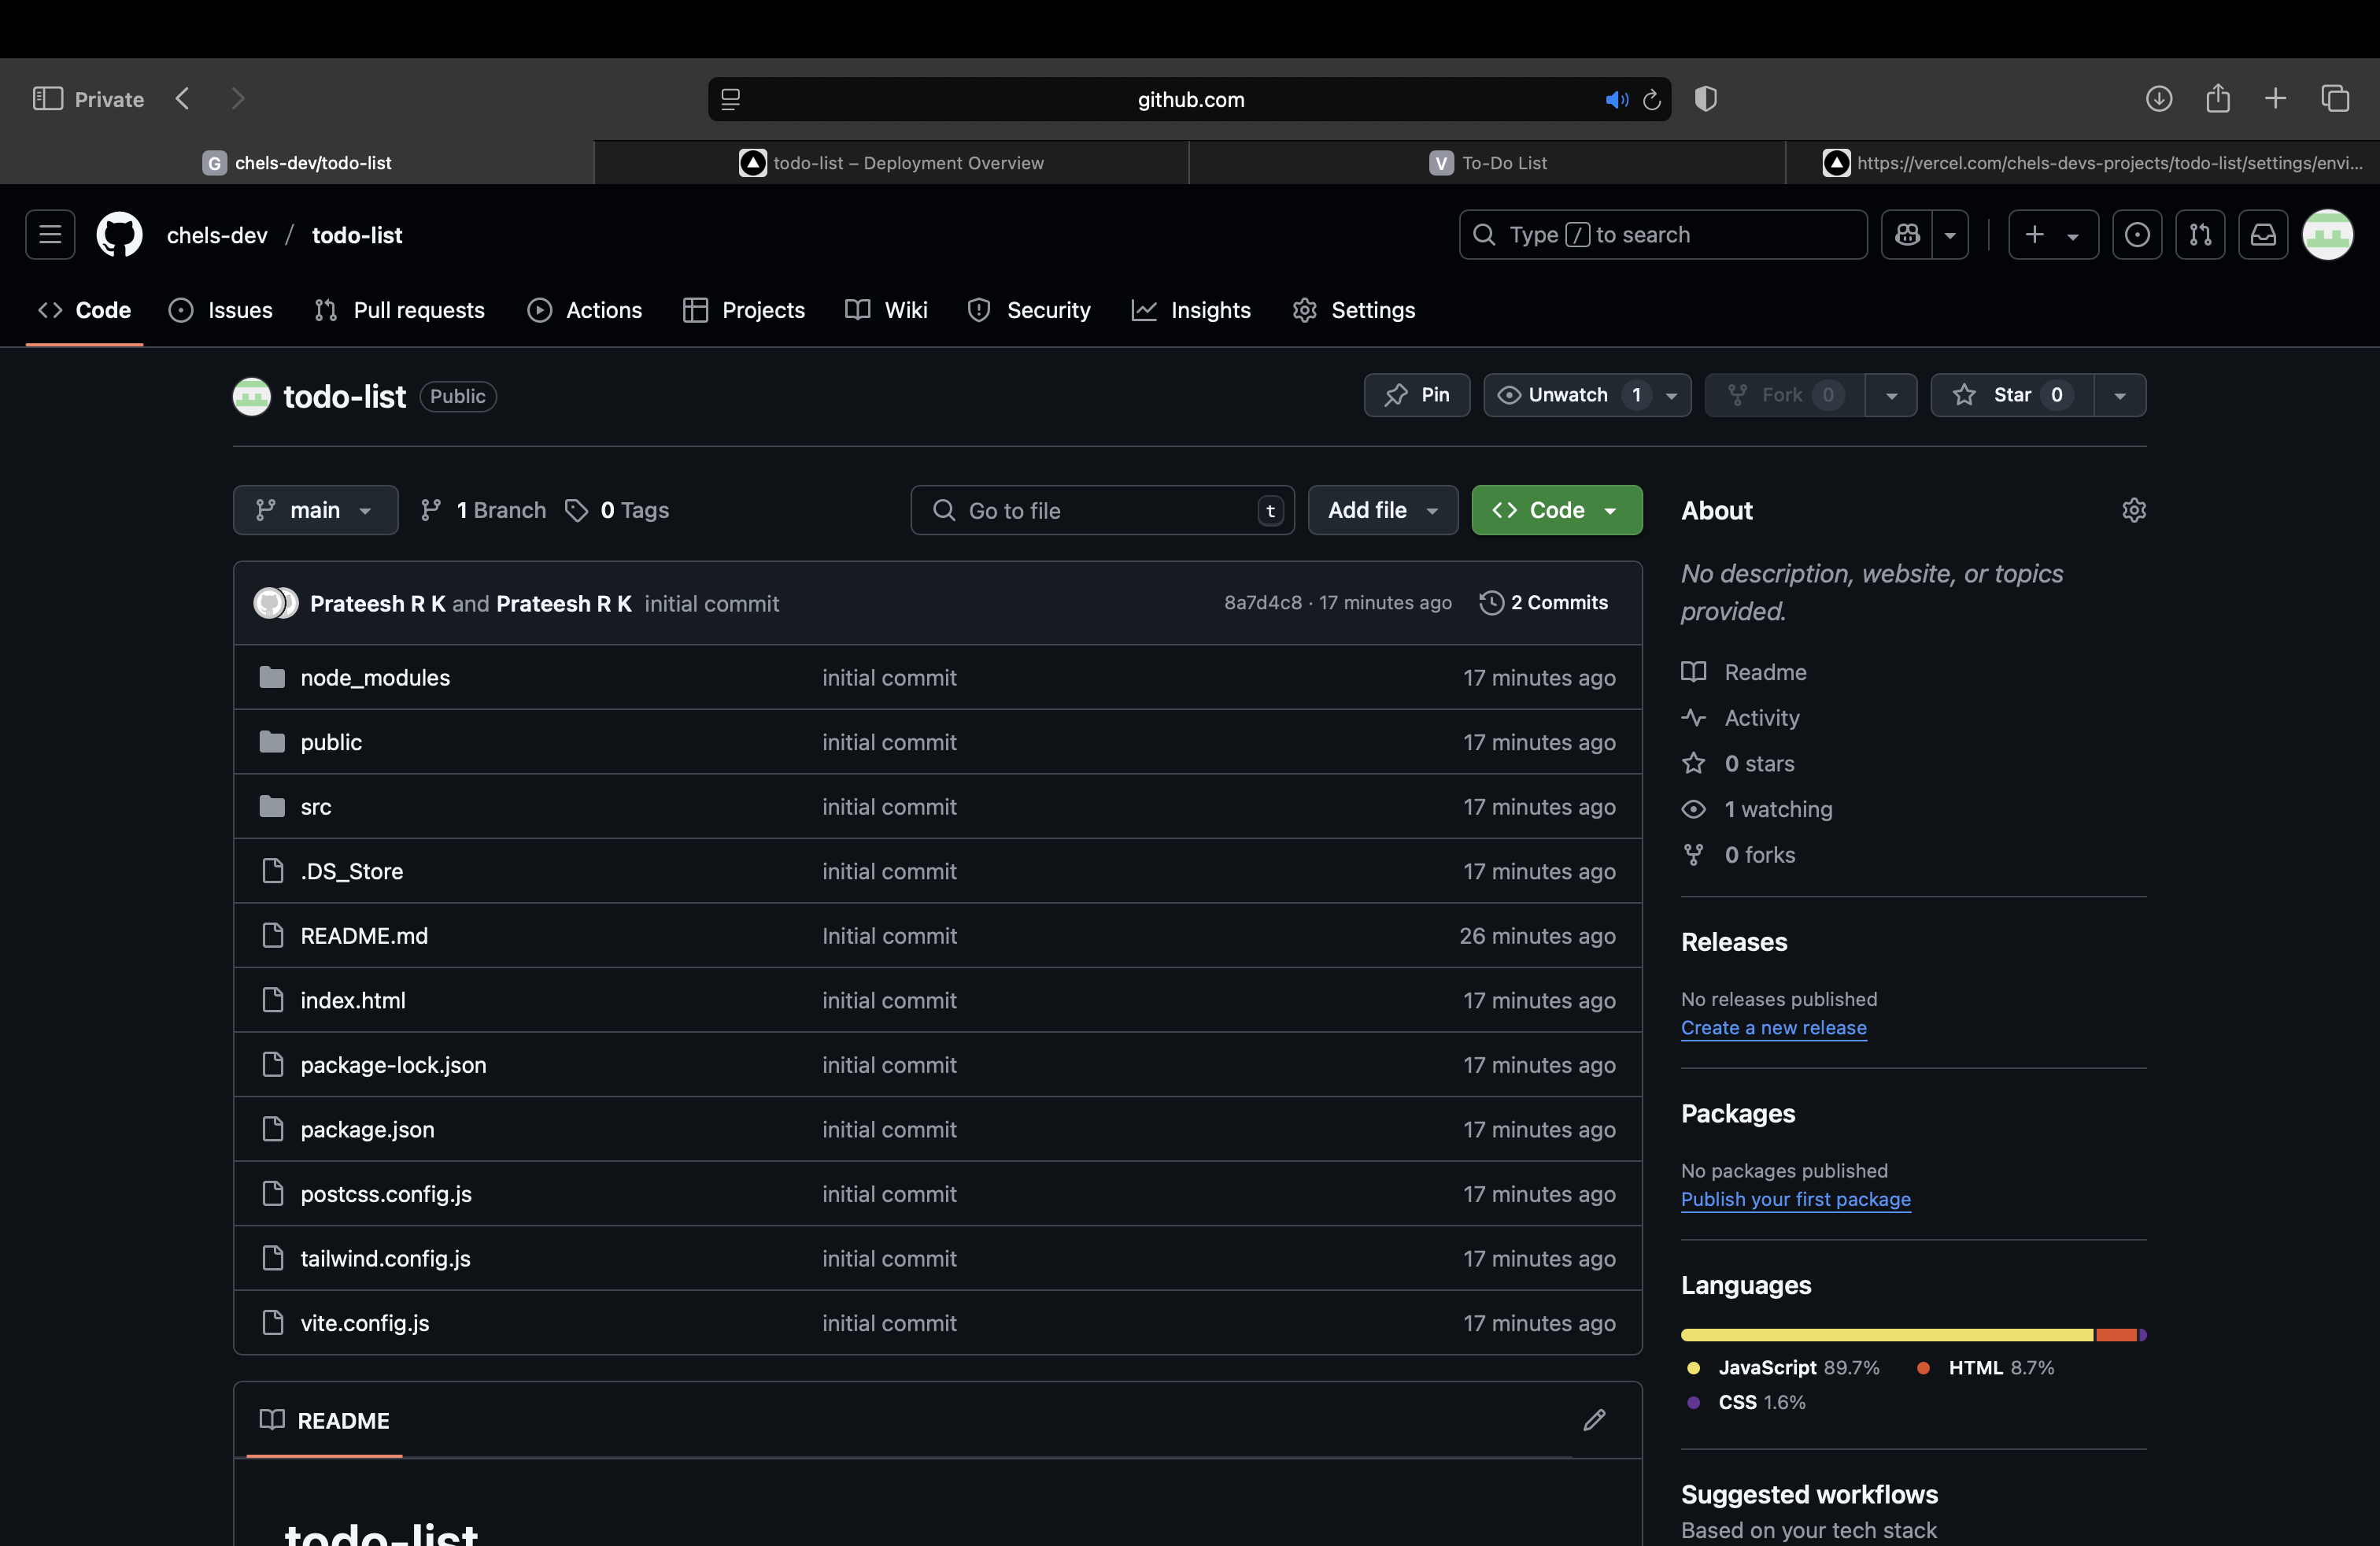 Private
github.com
chels-dev/todo-list
todo-list – Deployment Overview
V To-Do List
https://vercel.com/chels-devs-projects/todo-list/settings/envi...
G
chels-dev / todo-list
Type / to search
Code
Issues
Pull requests
Actions
Projects
Wiki
Security
Insights
Settings
todo-list Public
Pin
Unwatch 1
Fork 0
Star 0
main
1 Branch
0 Tags
Go to file t
Add file
Code
Prateesh R K and Prateesh R K initial commit 8a7d4c8 · 17 minutes ago 2 Commits
node_modules initial commit 17 minutes ago
public initial commit 17 minutes ago
src initial commit 17 minutes ago
.DS_Store initial commit 17 minutes ago
README.md Initial commit 26 minutes ago
index.html initial commit 17 minutes ago
package-lock.json initial commit 17 minutes ago
package.json initial commit 17 minutes ago
postcss.config.js initial commit 17 minutes ago
tailwind.config.js initial commit 17 minutes ago
vite.config.js initial commit 17 minutes ago
README
todo-list
About
No description, website, or topics
provided.
Readme
Activity
0 stars
1 watching
0 forks
Releases
No releases published
Create a new release
Packages
No packages published
Publish your first package
Languages
JavaScript 89.7% HTML 8.7%
CSS 1.6%
Suggested workflows
Based on your tech stack